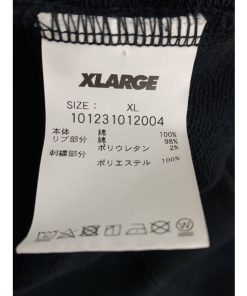 XLARGE
SIZE： XL
101231012004
本体 綿 100%
リブ部分 綿 98%
ポリウレタン 2%
刺繍部分
ポリエステル 100%